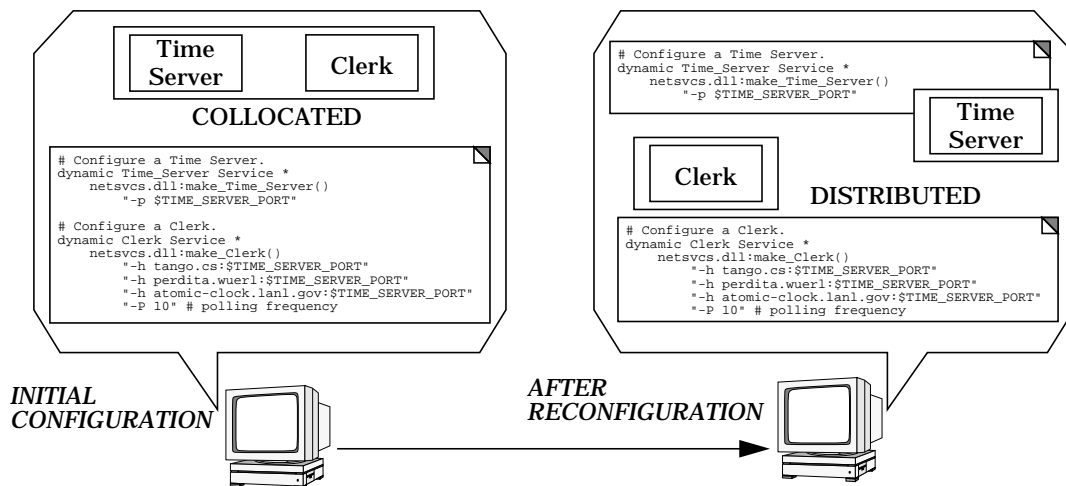 Time
Server
Clerk
COLLOCATED
# Configure a Time Server.
dynamic Time_Server Service *
netsvcs.dll:make_Time_Server()
"-p $TIME_SERVER_PORT"
# Configure a Clerk.
dynamic Clerk Service *
netsvcs.dll:make_Clerk()
"-h tango.cs:$TIME_SERVER_PORT"
"-h perdita.wuerl:$TIME_SERVER_PORT"
"-h atomic-clock.lanl.gov:$TIME_SERVER_PORT"
"-P 10" # polling frequency
INITIAL
CONFIGURATION
# Configure a Time Server.
dynamic Time_Server Service *
netsvcs.dll:make_Time_Server()
"-p $TIME_SERVER_PORT"
Time
Server
Clerk
DISTRIBUTED
# Configure a Clerk.
dynamic Clerk Service *
netsvcs.dll:make_Clerk()
"-h tango.cs:$TIME_SERVER_PORT"
"-h perdita.wuerl:$TIME_SERVER_PORT"
"-h atomic-clock.lanl.gov:$TIME_SERVER_PORT"
"-P 10" # polling frequency
AFTER
RECONFIGURATION